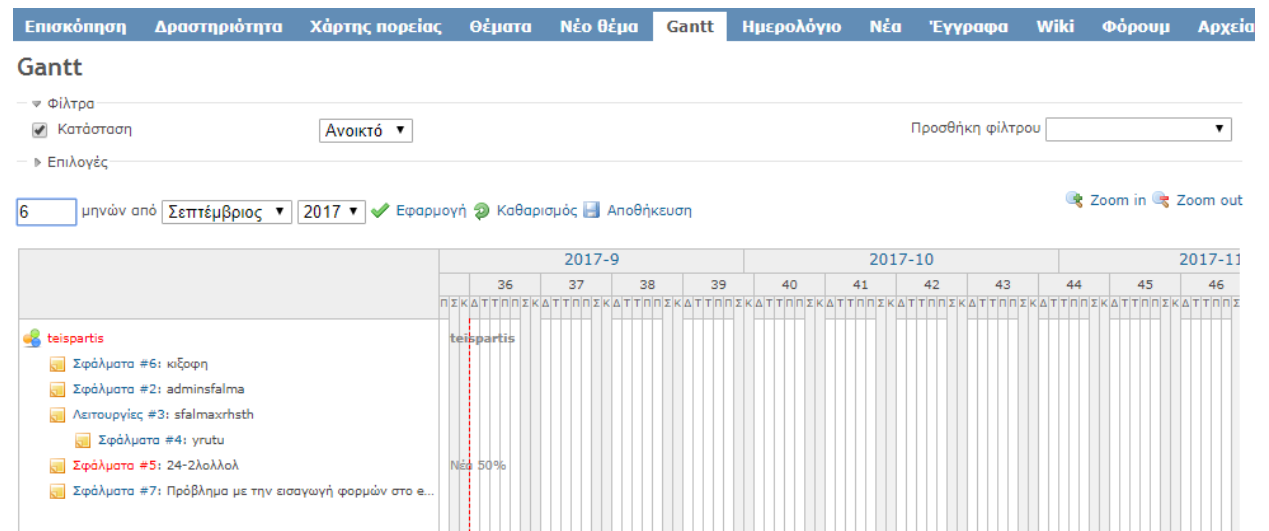 Επισκόπηση Δραστηριότητα Χάρτης πορείας Θέματα Νέο θέμα Gantt Ημερολόγιο Νέα Έγγραφα Wiki Φόρουμ Αρχεία
Gantt
Φίλτρα
Κατάσταση Ανοικτό Προσθήκη φίλτρου
Επιλογές
6 μηνών από Σεπτέμβριος 2017 Εφαρμογή Καθαρισμός Αποθήκευση Zoom in Zoom out
2017-9 2017-10 2017-11
36 37 38 39 40 41 42 43 44 45 46
Π Σ Κ Δ Τ Τ Π Π Σ Κ Δ Τ Τ Π Π Σ Κ Δ Τ Τ Π Π Σ Κ Δ Τ Τ Π Π Σ Κ Δ Τ Τ Π Π Σ Κ Δ Τ Τ Π Π Σ Κ Δ Τ Τ Π Π Σ Κ Δ Τ Τ Π Π Σ Κ Δ Τ Τ Π Π Σ Κ Δ Τ Τ Π Π Σ Κ Δ Τ Τ Π Π Σ
teispartis teispartis
Σφάλματα #6: κιξοφη
Σφάλματα #2: adminsfalma
Λειτουργίες #3: sfalmaxrhsth
Σφάλματα #4: yrutu
Σφάλματα #5: 24-2λολλολ Νέα 50%
Σφάλματα #7: Πρόβλημα με την εισαγωγή φορμών στο e...